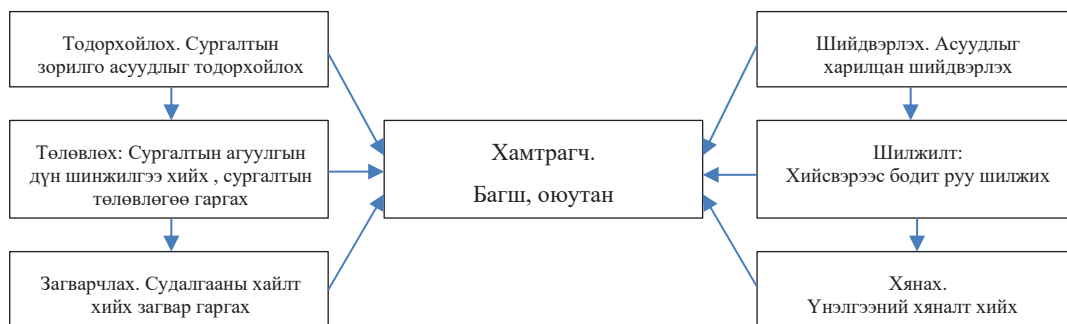 Тодорхойлох. Сургалтын
зорилго асуудлыг тодорхойлох
Төлөвлөх: Сургалтын агуулгын
дүн шинжилгээ хийх , сургалтын
төлөвлөгөө гаргах
Загварчлах. Судалгааны хайлт
хийх загвар гаргах
Хамтрагч.
Багш, оюутан
Шийдвэрлэх. Асуудлыг
харилцан шийдвэрлэх
Шилжилт:
Хийсвэрээс бодит руу шилжих
Хянах.
Үнэлгээний хяналт хийх